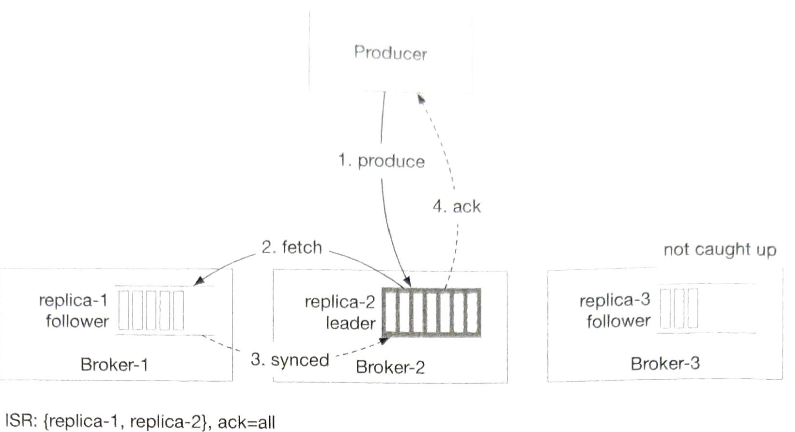 Producer
1. produce
4. ack
2. fetch
not caught up
replica-1
follower
Broker-1
replica-2
leader
3. synced
Broker-2
replica-3
follower
Broker-3
ISR: {replica-1, replica-2}, ack=all